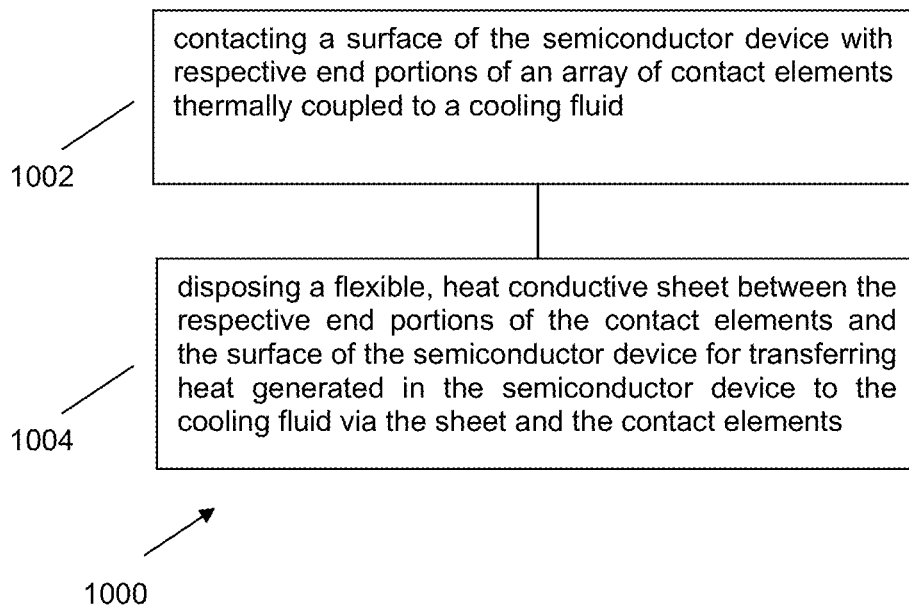 contacting a surface of the semiconductor device with
respective end portions of an array of contact elements
thermally coupled to a cooling fluid
1002
disposing a flexible, heat conductive sheet between the
respective end portions of the contact elements and
the surface of the semiconductor device for transferring
heat generated in the semiconductor device to the
cooling fluid via the sheet and the contact elements
1004
1000